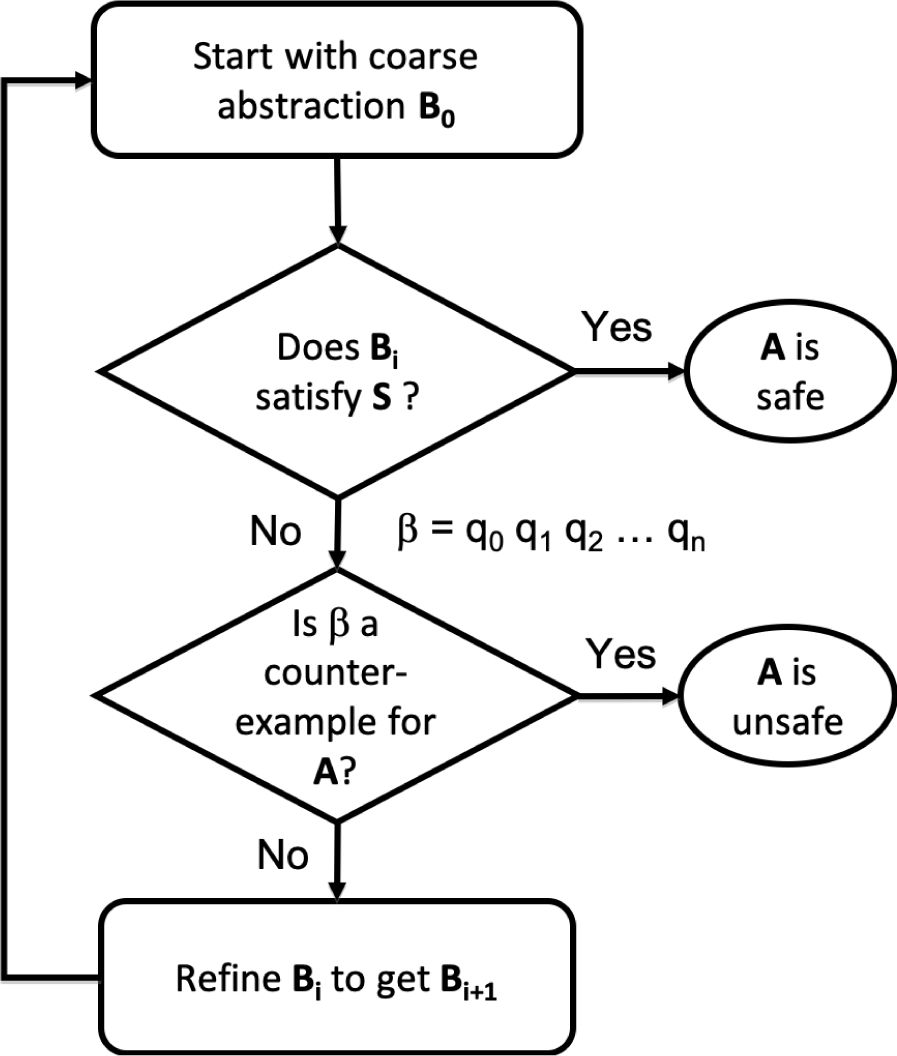 Start with coarse
abstraction B₀
Does Bᵢ
satisfy S ?
Yes
A is
safe
No
β = q₀ q₁ q₂ … qₙ
Is β a
counter-
example for
A?
Yes
A is
unsafe
No
Refine Bᵢ to get Bᵢ₊₁